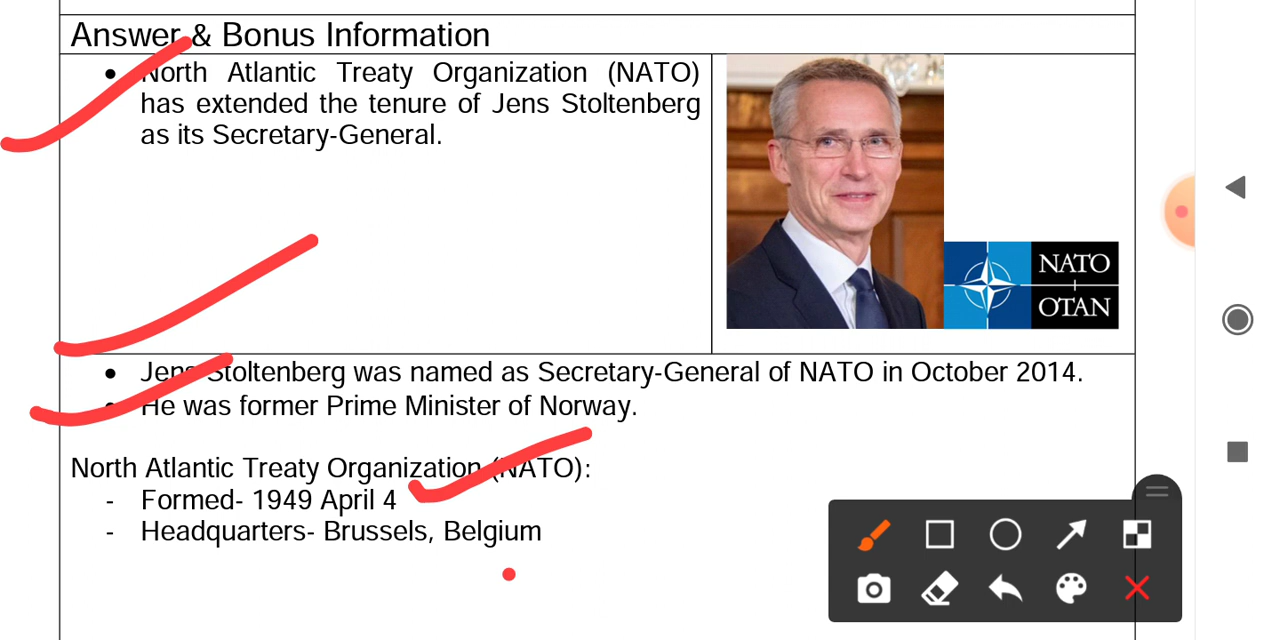 Answer & Bonus Information
• North Atlantic Treaty Organization (NATO)
has extended the tenure of Jens Stoltenberg
as its Secretary-General.
NATO
OTAN
• Jens Stoltenberg was named as Secretary-General of NATO in October 2014.
• He was former Prime Minister of Norway.
North Atlantic Treaty Organization (NATO):
- Formed- 1949 April 4
- Headquarters- Brussels, Belgium